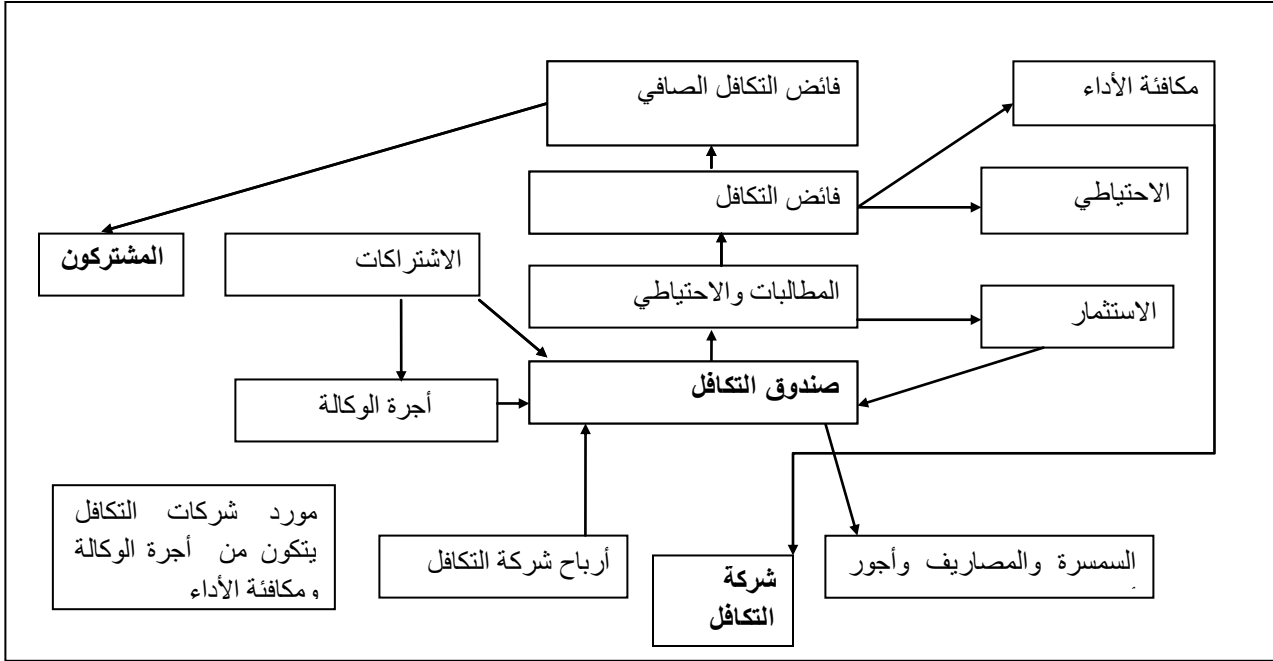 فائض التكافل الصافي
مكافئة الأداء
فائض التكافل
الاحتياطي
المشتركون
الاشتراكات
المطالبات والاحتياطي
الاستثمار
صندوق التكافل
أجرة الوكالة
مورد شركات التكافل
يتكون من أجرة الوكالة
ومكافئة الأداء
أرباح شركة التكافل
شركة
التكافل
السمسرة والمصاريف وأجور